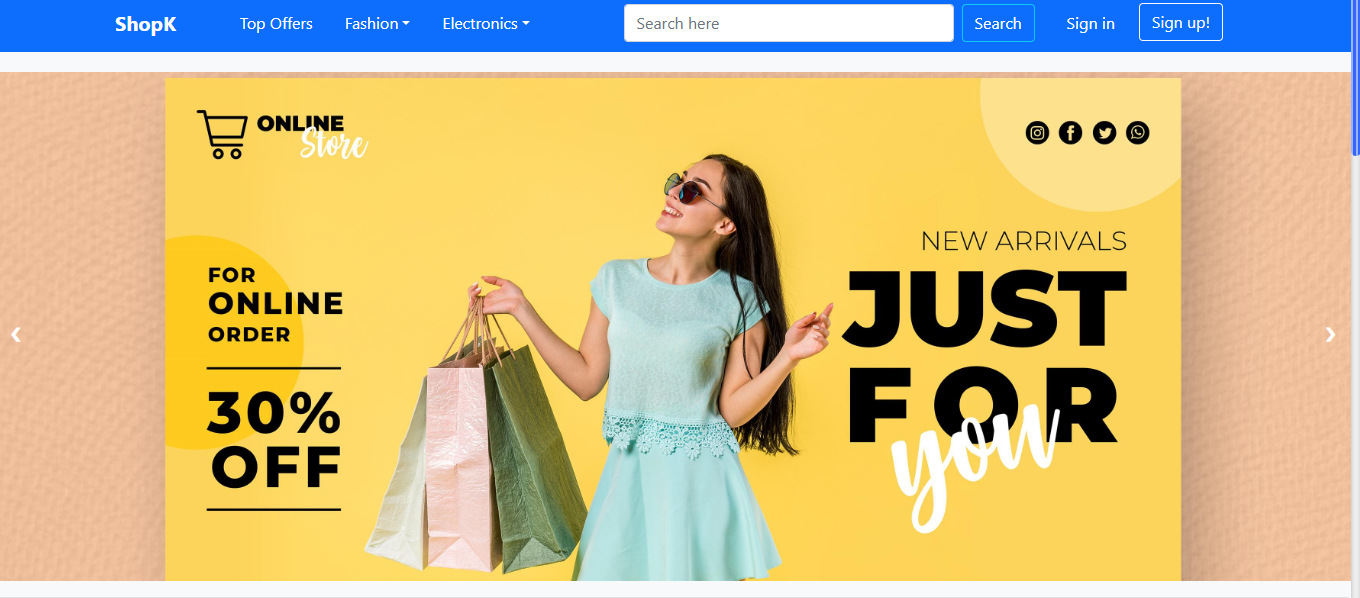 ShopK Top Offers Fashion Electronics Search here Search Sign in Sign up!
ONLINE
Store
FOR
ONLINE
ORDER
30%
OFF
NEW ARRIVALS
JUST
FOR
you